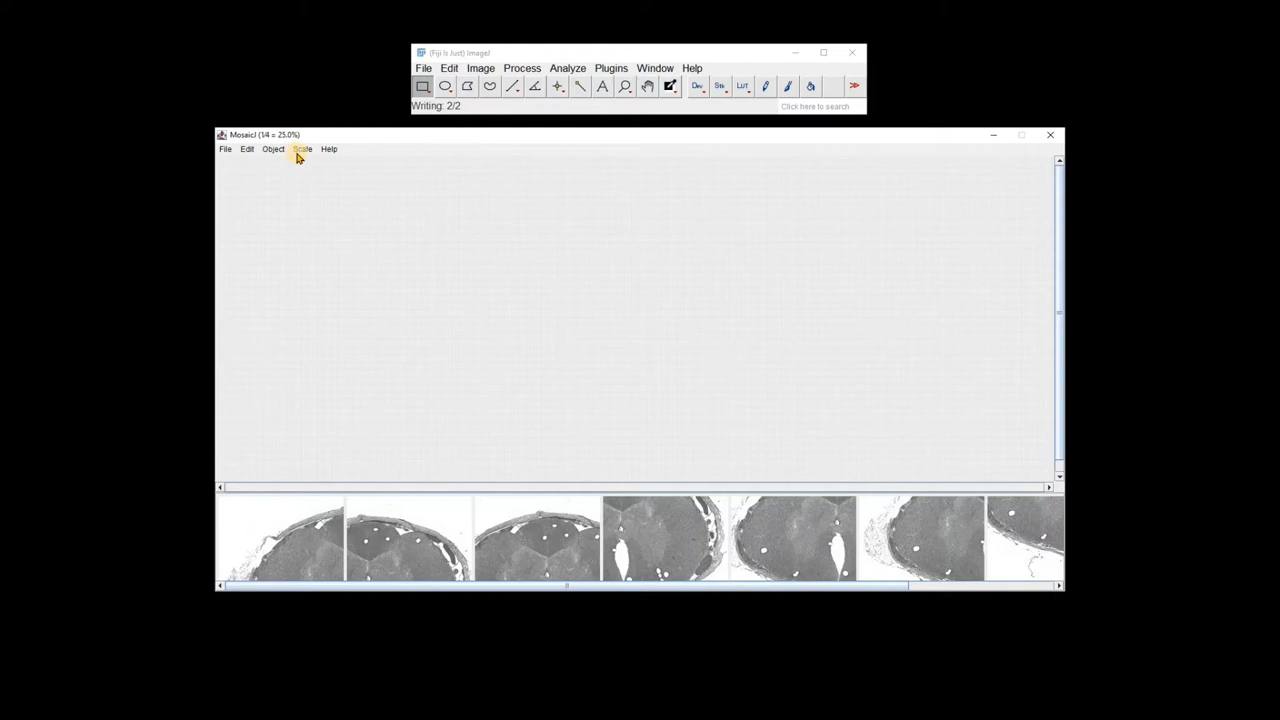 (Fiji Is Just) ImageJ
File Edit Image Process Analyze Plugins Window Help
A Dev Stk LUT
Writing: 2/2 Click here to search
MosaicJ (1/4 = 25.0%)
File Edit Object Scale Help